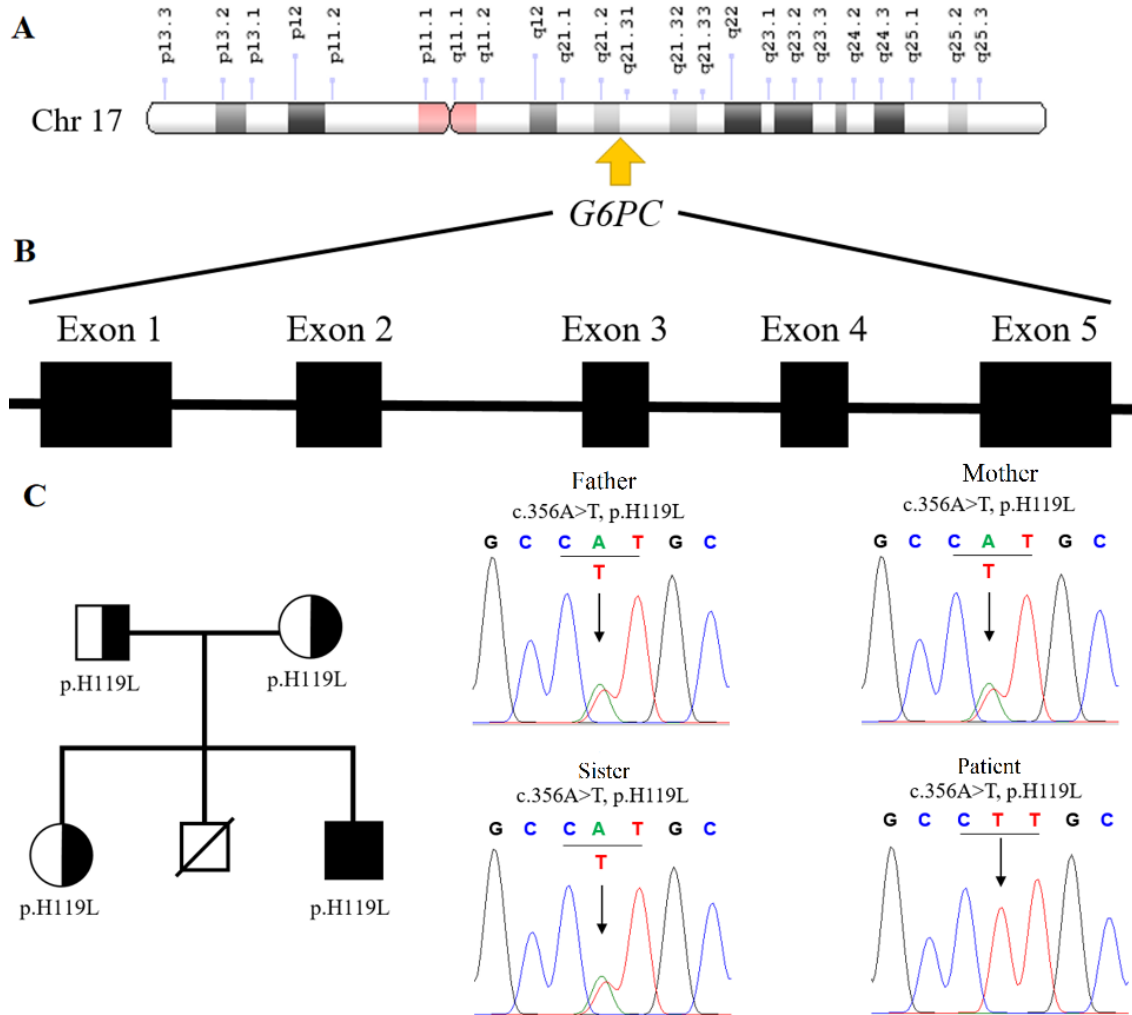 A
p13.3 p13.2 p13.1 p12 p11.2 p11.1 q11.1 q11.2 q12 q21.1 q21.2 q21.31 q21.32 q21.33 q22 q23.1 q23.2 q23.3 q24.2 q24.3 q25.1 q25.2 q25.3
Chr 17
G6PC
B
Exon 1 Exon 2 Exon 3 Exon 4 Exon 5
C
p.H119L p.H119L
p.H119L p.H119L
Father
c.356A>T, p.H119L
G C C A T G C
T
Mother
c.356A>T, p.H119L
G C C A T G C
T
Sister
c.356A>T, p.H119L
G C C A T G C
T
Patient
c.356A>T, p.H119L
G C C T T G C